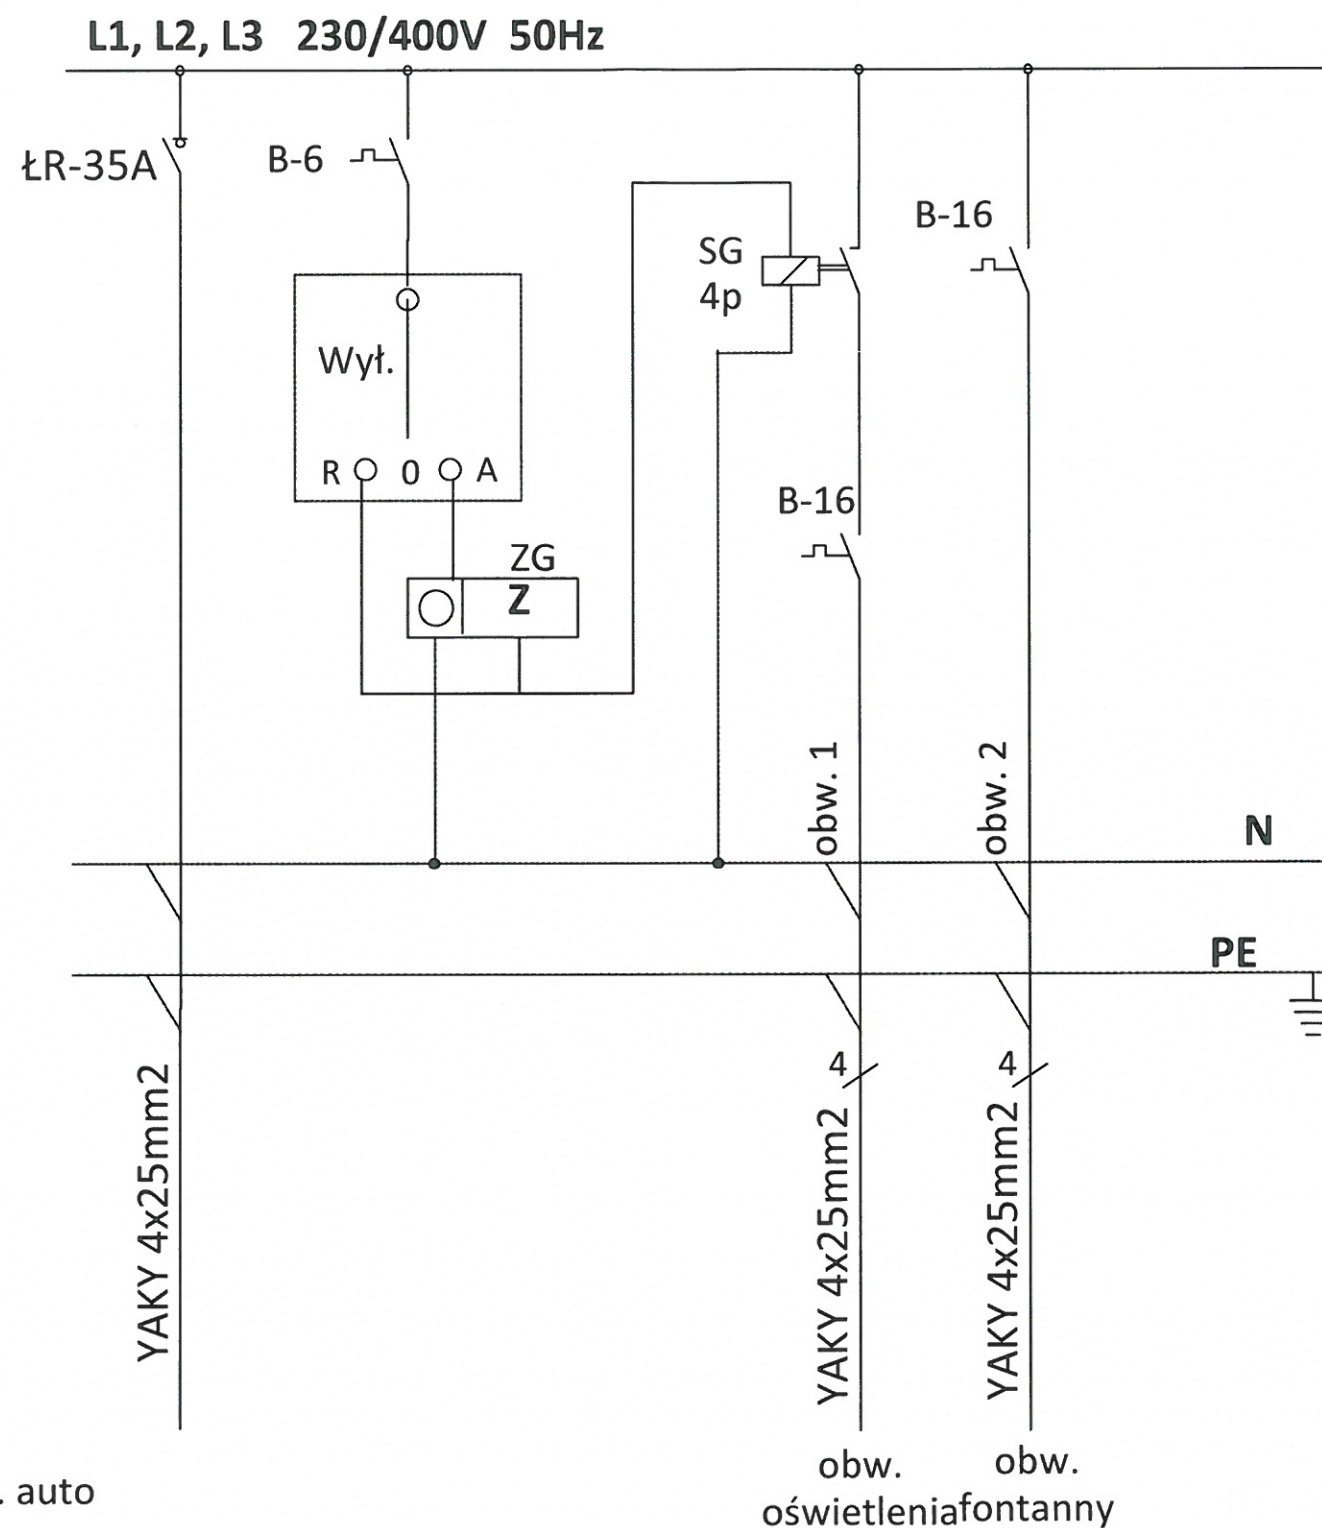 L1, L2, L3 230/400V 50Hz
ŁR-35A
B-6
SG
4p
B-16
Wył.
R 0 A
B-16
ZG
Z
obw. 1
obw. 2
N
PE
4
4
YAKY 4x25mm2
YAKY 4x25mm2
YAKY 4x25mm2
obw.
oświetlenia
obw.
fontanny
. auto